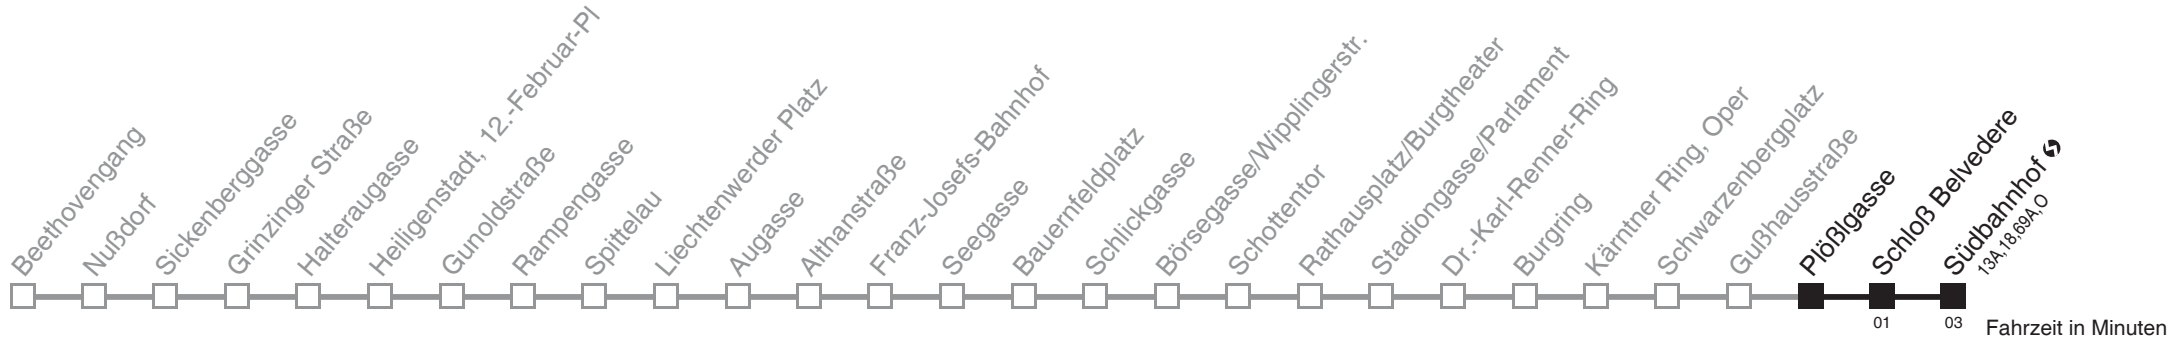 Beethovengang
Nußdorf
Sickenberggasse
Grinzinger Straße
Halteraugasse
Heiligenstadt, 12.-Februar-Pl
Gunoldstraße
Rampengasse
Spittelau
Liechtenwerder Platz
Augasse
Althanstraße
Franz-Josefs-Bahnhof
Seegasse
Bauernfeldplatz
Schlickgasse
Börsegasse/Wipplingerstr.
Schottentor
Rathausplatz/Burgtheater
Stadiongasse/Parlament
Dr.-Karl-Renner-Ring
Burgring
Kärntner Ring, Oper
Schwarzenbergplatz
Gußhausstraße
Plößlgasse
Schloß Belvedere
Südbahnhof
13A,18,69A,O
01
03
Fahrzeit in Minuten